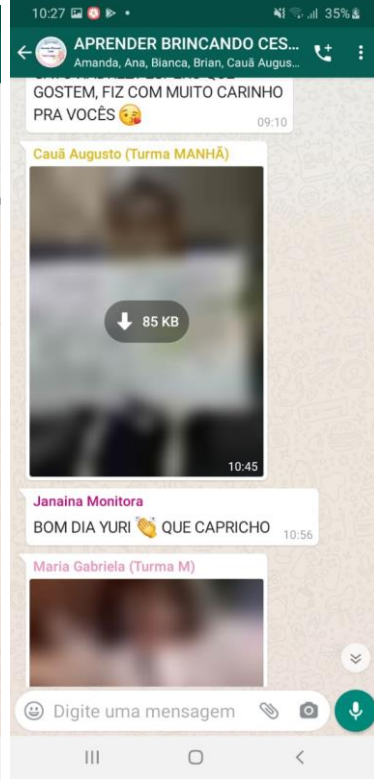 10:27
35%
APRENDER BRINCANDO CES...
Amanda, Ana, Bianca, Brian, Cauã Augus...
GOSTEM, FIZ COM MUITO CARINHO
PRA VOCÊS 😘
09:10
Cauã Augusto (Turma MANHÃ)
85 KB
10:45
Janaina Monitora
BOM DIA YURI 👏 QUE CAPRICHO
10:56
Maria Gabriela (Turma M)
Digite uma mensagem